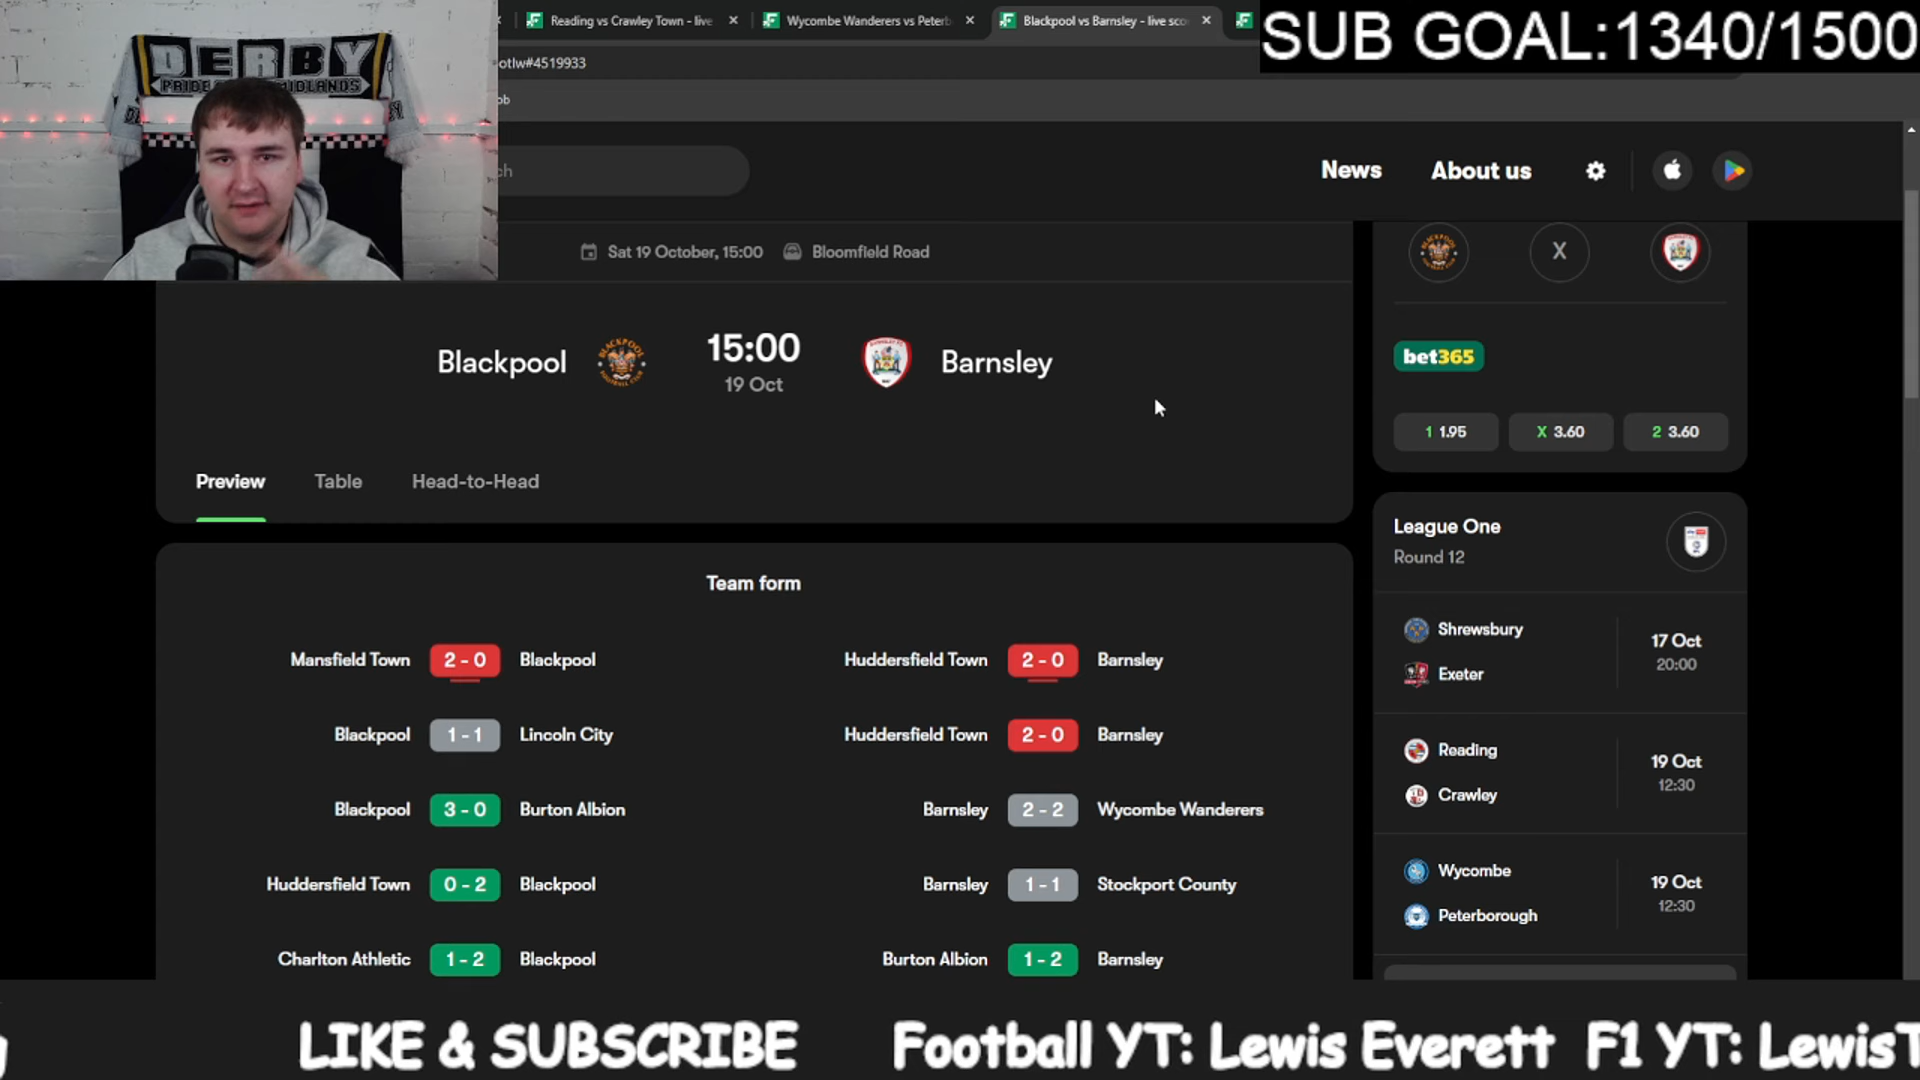 Reading vs Crawley Town - live
Wycombe Wanderers vs Peterb
Blackpool vs Barnsley - live sco
SUB GOAL:1340/1500
otlw#4519933
ob
DERBY
PRIDE
MIDLANDS
ch
News
About us
Sat 19 October, 15:00
Bloomfield Road
X
Blackpool
15:00
19 Oct
Barnsley
bet365
1 1.95
X 3.60
2 3.60
Preview
Table
Head-to-Head
League One
Round 12
Team form
Shrewsbury
Exeter
17 Oct
20:00
Mansfield Town 2 - 0 Blackpool
Huddersfield Town 2 - 0 Barnsley
Blackpool 1 - 1 Lincoln City
Huddersfield Town 2 - 0 Barnsley
Reading
Crawley
19 Oct
12:30
Blackpool 3 - 0 Burton Albion
Barnsley 2 - 2 Wycombe Wanderers
Huddersfield Town 0 - 2 Blackpool
Barnsley 1 - 1 Stockport County
Wycombe
Peterborough
19 Oct
12:30
Charlton Athletic 1 - 2 Blackpool
Burton Albion 1 - 2 Barnsley
g
LIKE & SUBSCRIBE
Football YT: Lewis Everett
F1 YT: LewisT